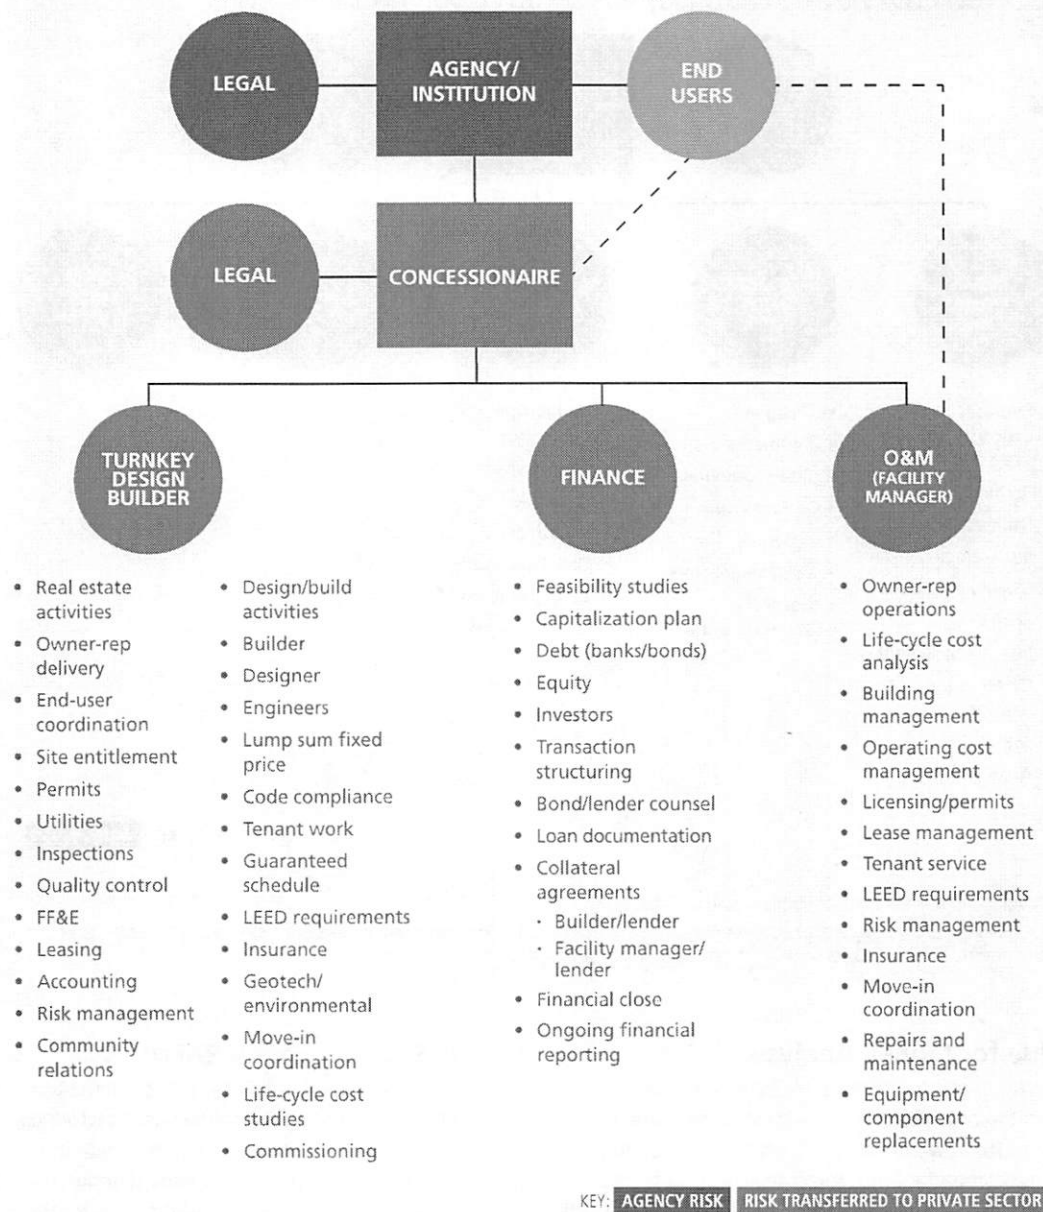 LEGAL
AGENCY/
INSTITUTION
END
USERS
LEGAL
CONCESSIONAIRE
TURNKEY
DESIGN
BUILDER
FINANCE
O&M
(FACILITY
MANAGER)
• Real estate
activities
• Owner-rep
delivery
• End-user
coordination
• Site entitlement
• Permits
• Utilities
• Inspections
• Quality control
• FF&E
• Leasing
• Accounting
• Risk management
• Community
relations
• Design/build
activities
• Builder
• Designer
• Engineers
• Lump sum fixed
price
• Code compliance
• Tenant work
• Guaranteed
schedule
• LEED requirements
• Insurance
• Geotech/
environmental
• Move-in
coordination
• Life-cycle cost
studies
• Commissioning
• Feasibility studies
• Capitalization plan
• Debt (banks/bonds)
• Equity
• Investors
• Transaction
structuring
• Bond/lender counsel
• Loan documentation
• Collateral
agreements
· Builder/lender
· Facility manager/
lender
• Financial close
• Ongoing financial
reporting
• Owner-rep
operations
• Life-cycle cost
analysis
• Building
management
• Operating cost
management
• Licensing/permits
• Lease management
• Tenant service
• LEED requirements
• Risk management
• Insurance
• Move-in
coordination
• Repairs and
maintenance
• Equipment/
component
replacements
KEY: AGENCY RISK RISK TRANSFERRED TO PRIVATE SECTOR